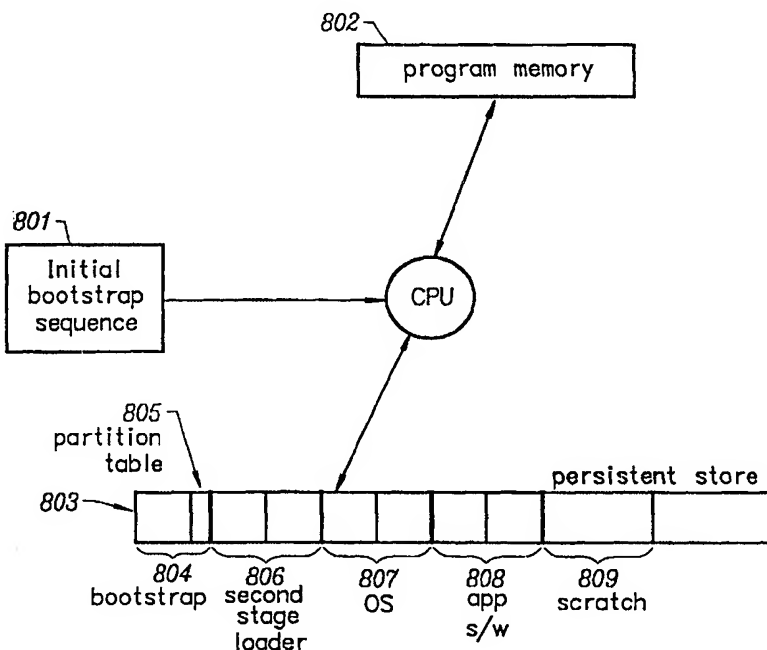 802
program memory
801
Initial
bootstrap
sequence
CPU
805
partition
table
persistent store
803
804
bootstrap
806
second
stage
loader
807
OS
808
app
s/w
809
scratch